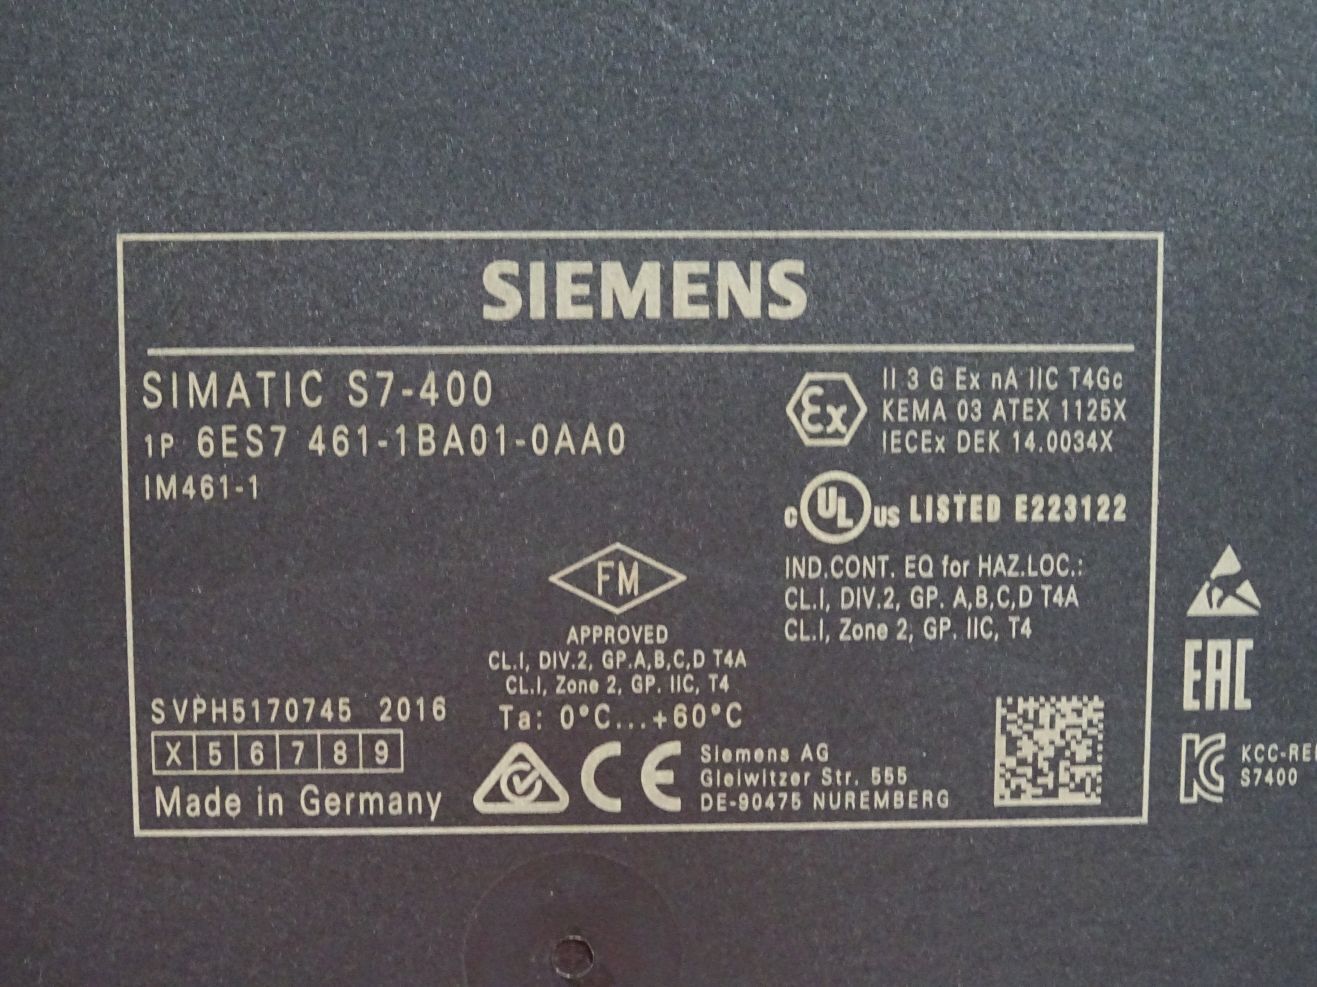 SIEMENS
SIMATIC S7-400
1P 6ES7 461-1BA01-0AA0
IM461-1
Ex
II 3 G Ex nA IIC T4Gc
KEMA 03 ATEX 1125X
IECEx DEK 14.0034X
c UL US LISTED E223122
IND.CONT. EQ for HAZ.LOC.:
CL.I, DIV.2, GP. A,B,C,D T4A
CL.I, Zone 2, GP. IIC, T4
FM
APPROVED
CL.I, DIV.2, GP.A,B,C,D T4A
CL.I, Zone 2, GP. IIC, T4
Ta: 0°C...+60°C
SVPH5170745 2016
X 5 6 7 8 9
Made in Germany
CE
Siemens AG
Gleiwitzer Str. 555
DE-90475 NUREMBERG
EAC
KC
KCC-RE
S7400